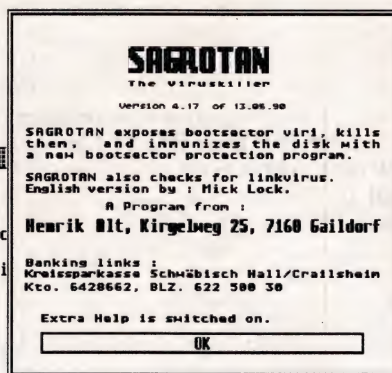 SAGROTAN
The Viruskiller
Version 4.17 of 13.06.90
SAGROTAN exposes bootsector viri, kills
them, and immunizes the disk with
a new bootsector protection program.
SAGROTAN also checks for linkvirus.
English version by : Mick Lock.
A Program from :
Henrik Alt, Kirgelweg 25, 7160 Gaildorf
Banking links :
Kreissparkasse Schwäbisch Hall/Crailsheim
Kto. 6428662, BLZ. 622 500 30
Extra Help is switched on.
OK